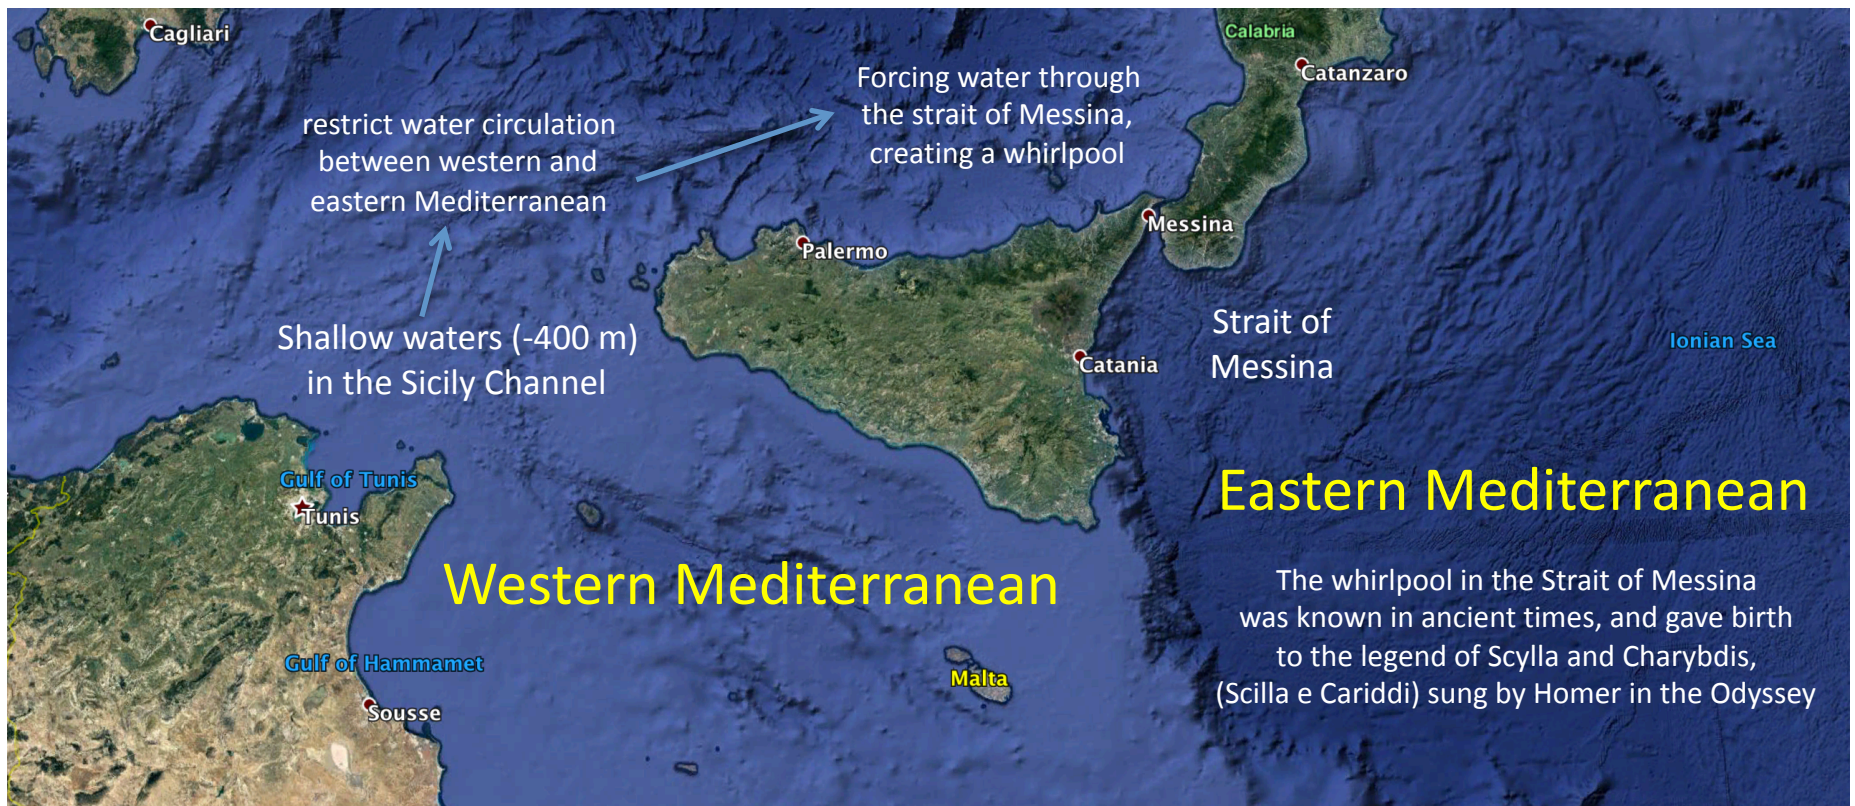 Cagliari
Calabria
Catanzaro
Forcing water through
the strait of Messina,
creating a whirlpool
restrict water circulation
between western and
eastern Mediterranean
Messina
Palermo
Shallow waters (-400 m)
in the Sicily Channel
Strait of
Messina
Ionian Sea
Catania
Gulf of Tunis
Tunis
Eastern Mediterranean
Western Mediterranean
The whirlpool in the Strait of Messina
was known in ancient times, and gave birth
to the legend of Scylla and Charybdis,
(Scilla e Cariddi) sung by Homer in the Odyssey
Gulf of Hammamet
Malta
Sousse